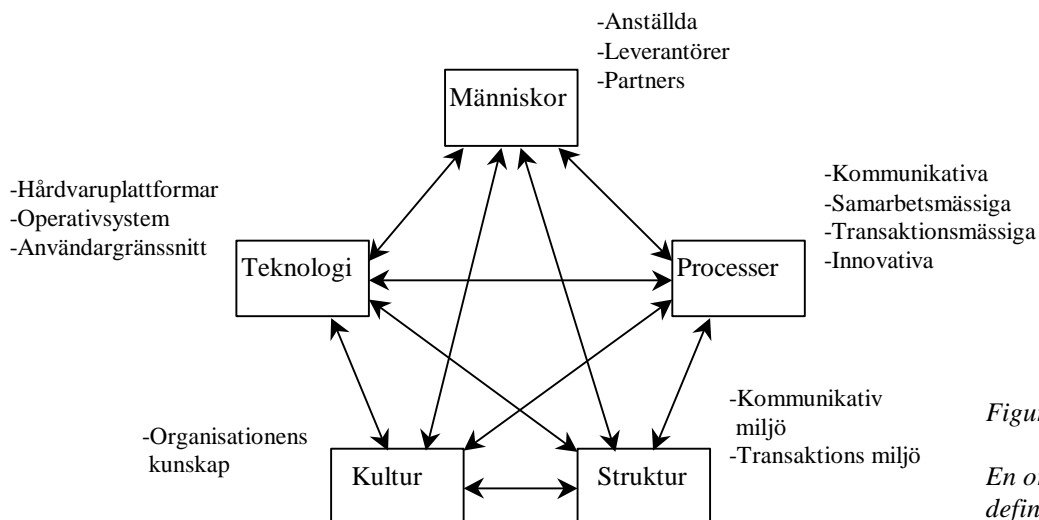 -Anställda
-Leverantörer
-Partners
Människor
-Hårdvaruplattformar
-Operativsystem
-Användargränssnitt
-Kommunikativa
-Samarbetsmässiga
-Transaktionsmässiga
-Innovativa
Teknologi
Processer
-Organisationens
kunskap
-Kommunikativ
miljö
-Transaktions miljö
Kultur
Struktur